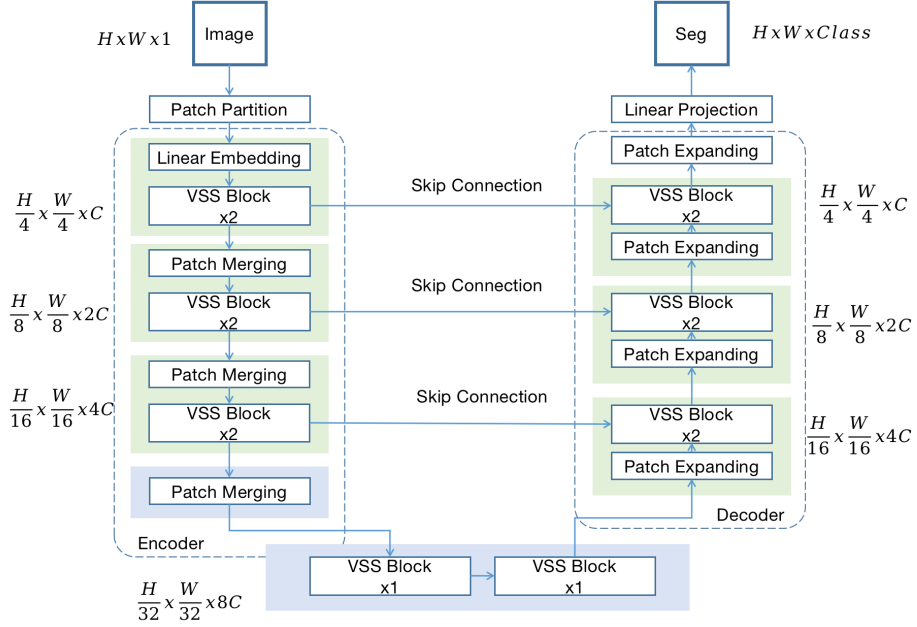 H x W x 1
Image
Seg
H x W x Class
Patch Partition
Linear Projection
Linear Embedding
Patch Expanding
VSS Block
x2
Skip Connection
VSS Block
x2
H/4 x W/4 x C
H/4 x W/4 x C
Patch Merging
Patch Expanding
VSS Block
x2
Skip Connection
VSS Block
x2
H/8 x W/8 x 2C
H/8 x W/8 x 2C
Patch Merging
Patch Expanding
VSS Block
x2
Skip Connection
VSS Block
x2
H/16 x W/16 x 4C
H/16 x W/16 x 4C
Patch Merging
Patch Expanding
Encoder
Decoder
VSS Block
x1
VSS Block
x1
H/32 x W/32 x 8C